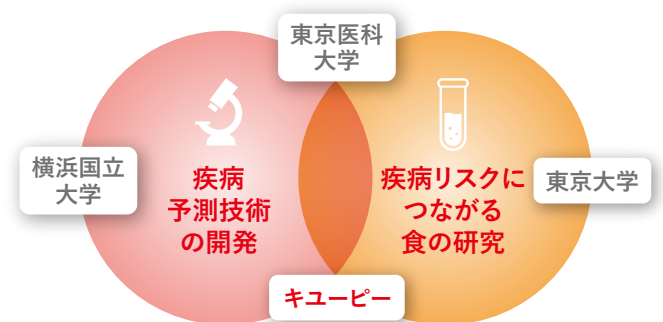 東京医科
大学
横浜国立
大学
疾病
予測技術
の開発
疾病リスクに
つながる
食の研究
東京大学
キユーピー